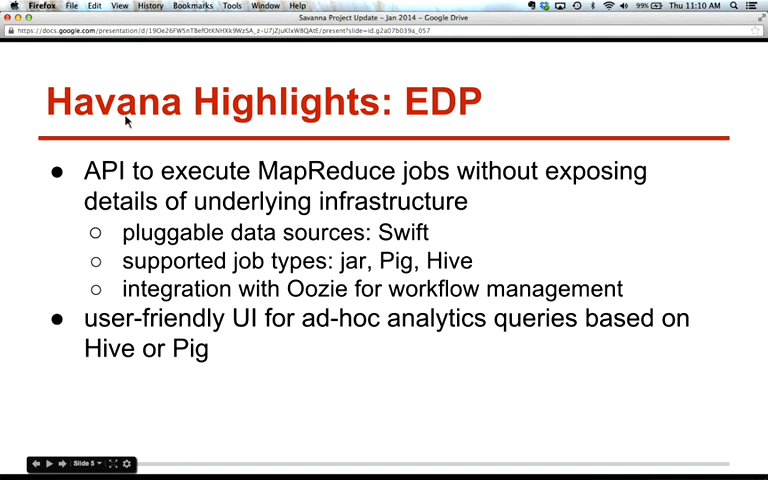 Firefox File Edit View History Bookmarks Tools Window Help 99% Thu 11:10 AM
Savanna Project Update - Jan 2014 - Google Drive
Havana Highlights: EDP
● API to execute MapReduce jobs without exposing
details of underlying infrastructure
○ pluggable data sources: Swift
○ supported job types: jar, Pig, Hive
○ integration with Oozie for workflow management
● user-friendly UI for ad-hoc analytics queries based on
Hive or Pig
Slide 5